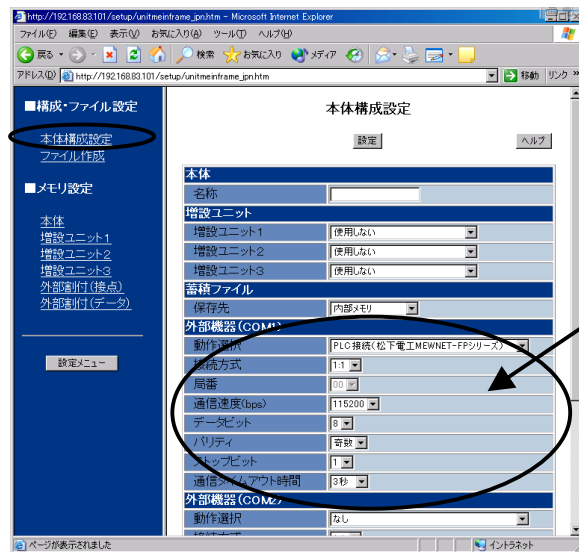 http://192.168.83.101/setup/unitmeinframe_jpn.htm - Microsoft Internet Explorer
ファイル(F) 編集(E) 表示(V) お気に入り(A) ツール(T) ヘルプ(H)
戻る 検索 お気に入り メディア
アドレス(D) http://192.168.83.101/setup/unitmeinframe_jpn.htm 移動 リンク »
■構成・ファイル設定
本体構成設定
ファイル作成
■メモリ設定
本体
増設ユニット1
増設ユニット2
増設ユニット3
外部割付(接点)
外部割付(データ)
設定メニュー
本体構成設定
設定 ヘルプ
本体
名称
増設ユニット
増設ユニット1 使用しない
増設ユニット2 使用しない
増設ユニット3 使用しない
蓄積ファイル
保存先 内部メモリ
外部機器(COM1)
動作選択 PLC接続(松下電工MEWNET-FPシリーズ)
接続方式 1:1
局番 00
通信速度(bps) 115200
データビット 8
パリティ 奇数
ストップビット 1
通信タイムアウト時間 3秒
外部機器(COM2)
動作選択 なし
ページが表示されました イントラネット